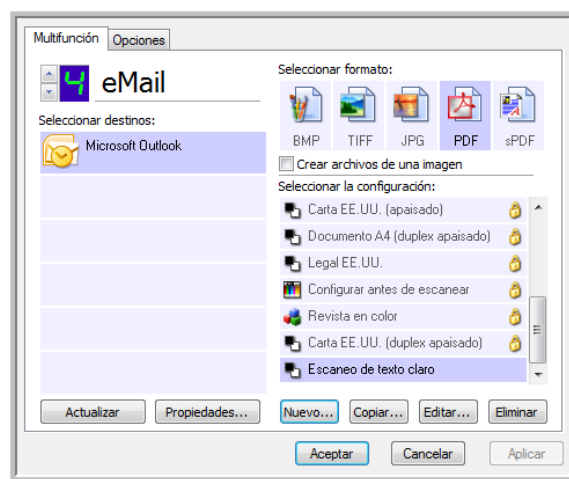 Multifunción
Opciones
4
eMail
Seleccionar destinos:
Microsoft Outlook
Actualizar
Propiedades...
Seleccionar formato:
BMP
TIFF
JPG
PDF
sPDF
Crear archivos de una imagen
Seleccionar la configuración:
Carta EE.UU. (apaisado)
Documento A4 (duplex apaisado)
Legal EE.UU.
Configurar antes de escanear
Revista en color
Carta EE.UU. (duplex apaisado)
Escaneo de texto claro
Nuevo...
Copiar...
Editar...
Eliminar
Aceptar
Cancelar
Aplicar